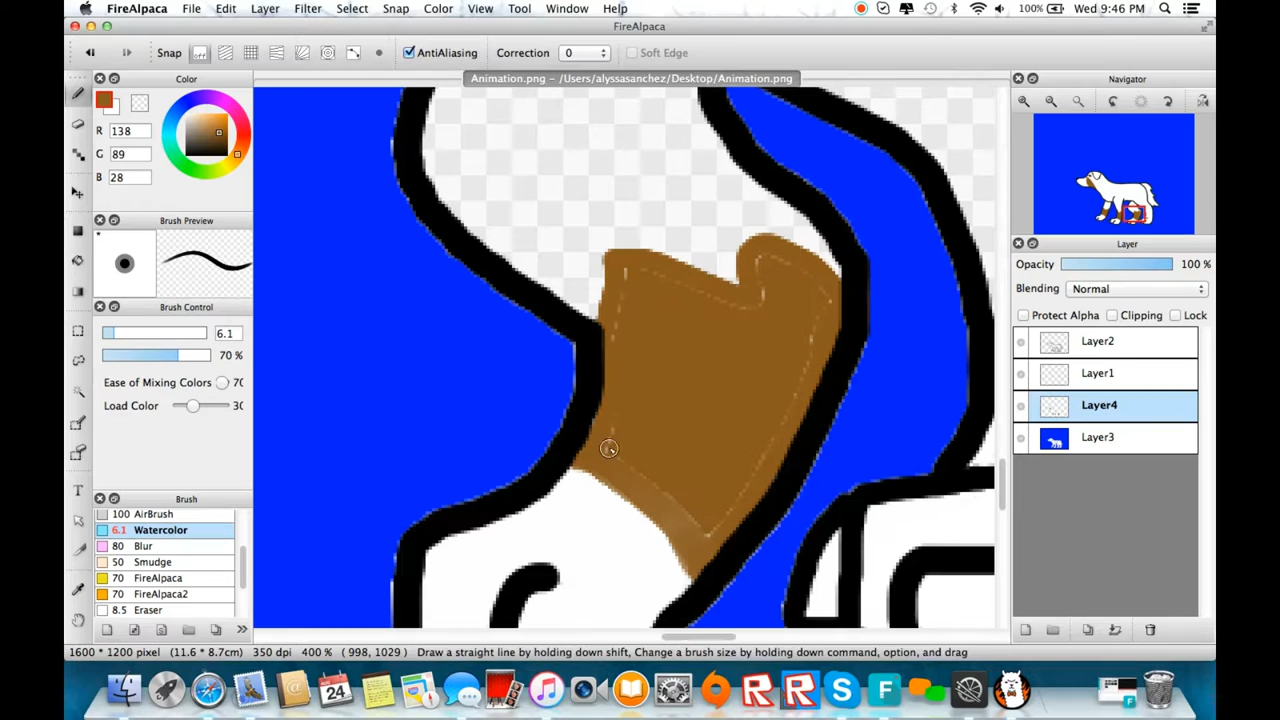 FireAlpaca File Edit Layer Filter Select Snap Color View Tool Window Help 100% Wed 9:46 PM
FireAlpaca
Snap off AntiAliasing Correction 0 Soft Edge
Color
Animation.png – /Users/alyssasanchez/Desktop/Animation.png
Navigator
R 138
G 89
B 28
Brush Preview
Brush Control
6.1
70 %
Ease of Mixing Colors 70
Load Color 30
Brush
100 AirBrush
6.1 Watercolor
80 Blur
50 Smudge
70 FireAlpaca
70 FireAlpaca2
8.5 Eraser
Layer
Opacity 100 %
Blending Normal
Protect Alpha Clipping Lock
Layer2
Layer1
Layer4
Layer3
1600 * 1200 pixel (11.6 * 8.7cm) 350 dpi 400 % ( 998, 1029 ) Draw a straight line by holding down shift, Change a brush size by holding down command, option, and drag
24